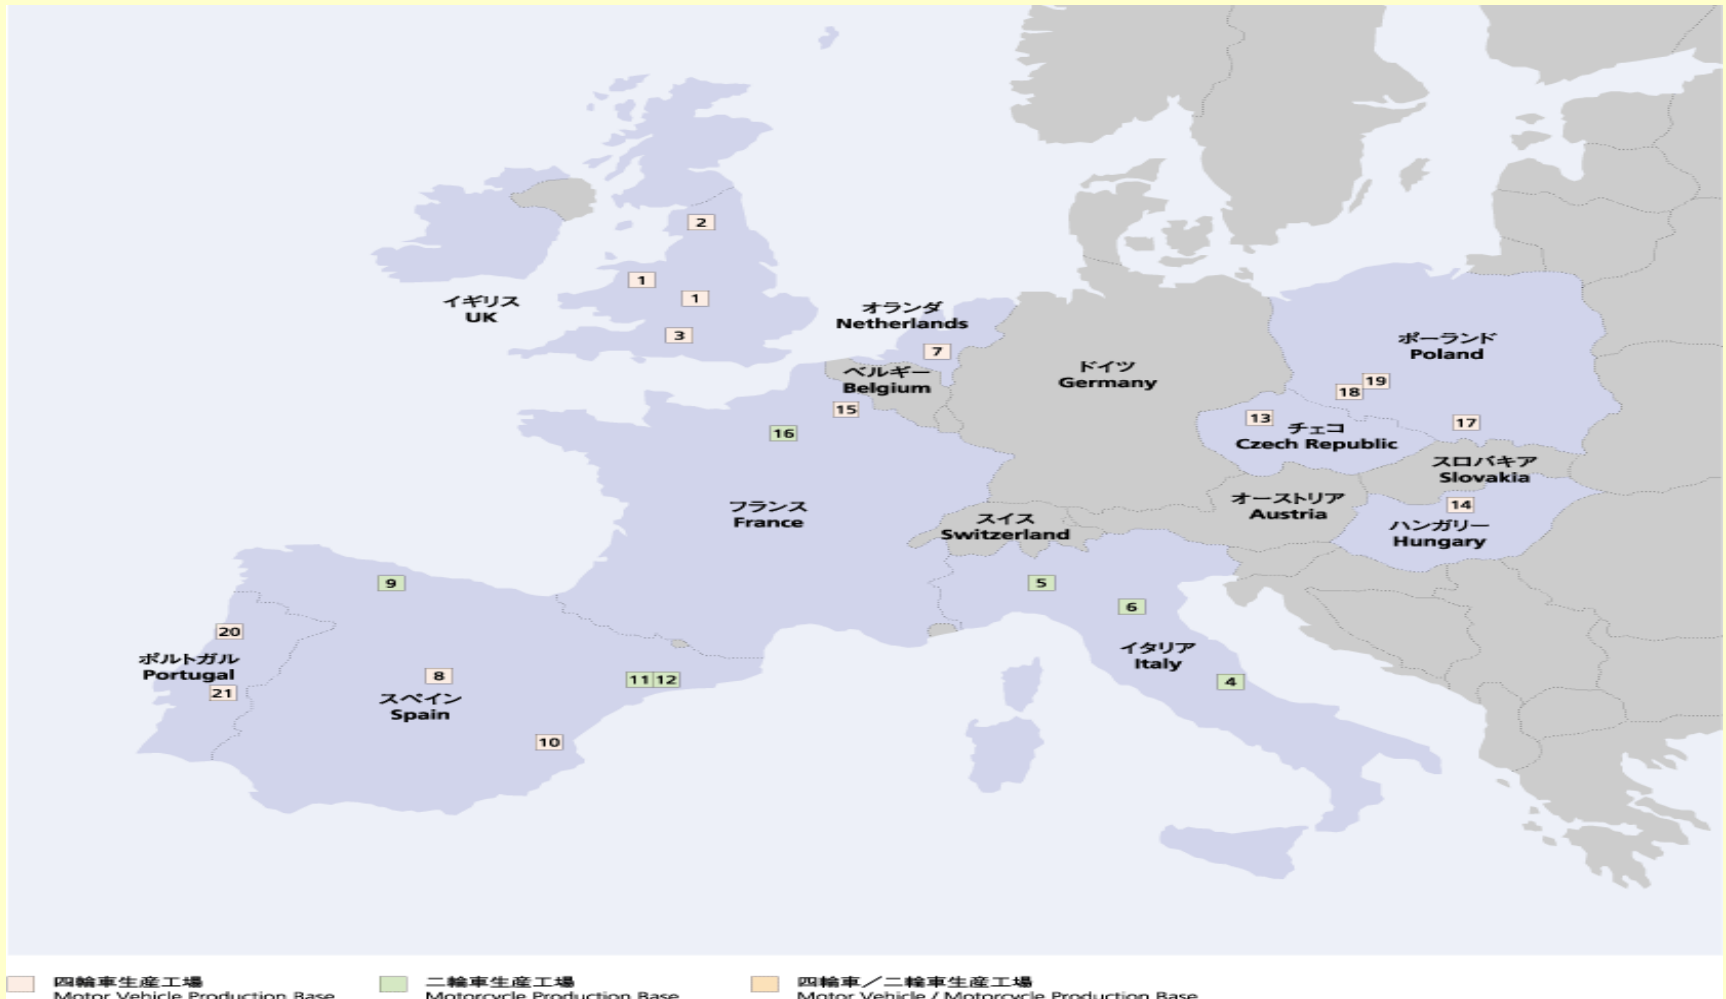 2
1
1
3
イギリス
UK
オランダ
Netherlands
7
ベルギー
Belgium
ドイツ
Germany
ポーランド
Poland
19
18
17
15
16
13
チェコ
Czech Republic
スロバキア
Slovakia
オーストリア
Austria
14
ハンガリー
Hungary
フランス
France
スイス
Switzerland
9
5
6
20
ポルトガル
Portugal
21
8
スペイン
Spain
11 12
イタリア
Italy
4
10
四輪車生産工場
Motor Vehicle Production Base
二輪車生産工場
Motorcycle Production Base
四輪車／二輪車生産工場
Motor Vehicle / Motorcycle Production Base